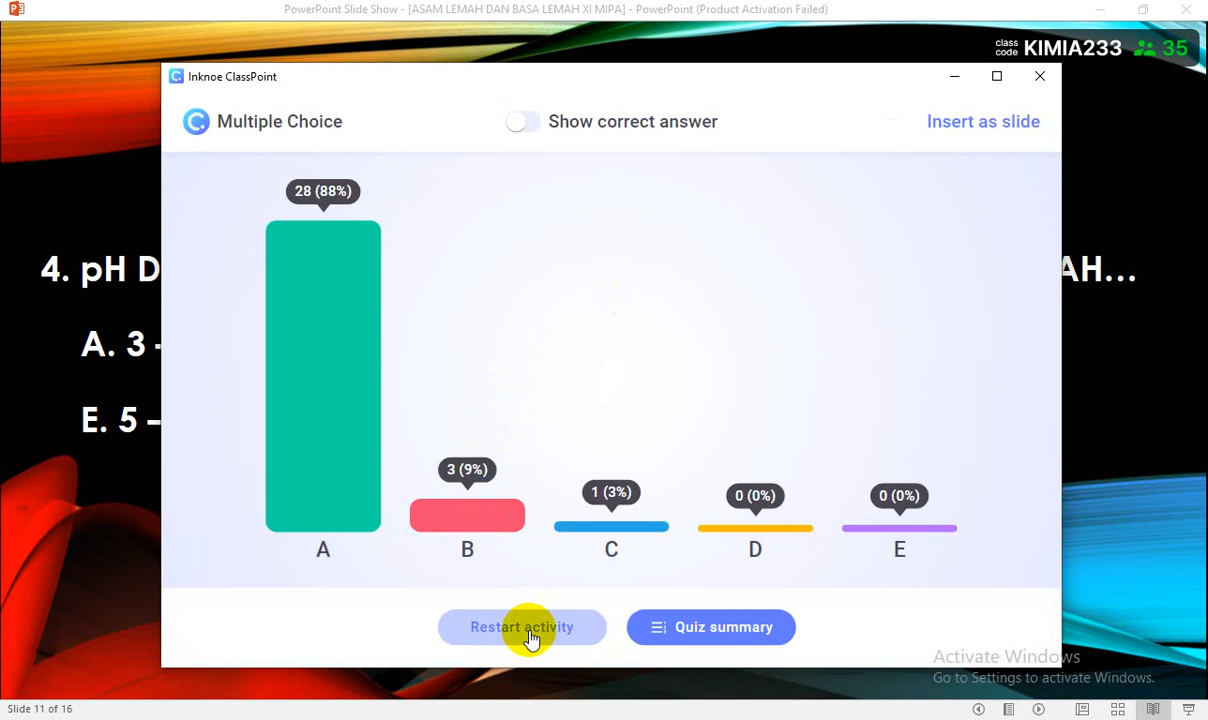 PowerPoint Slide Show - [ASAM LEMAH DAN BASA LEMAH XI MIPA] - PowerPoint (Product Activation Failed)
class code KIMIA233 35
Inknoe ClassPoint
Multiple Choice
Show correct answer
Insert as slide
28 (88%)
4. pH D
AH...
A. 3 -
E. 5 –
3 (9%)
1 (3%)
0 (0%)
0 (0%)
A B C D E
Restart activity
Quiz summary
Activate Windows
Go to Settings to activate Windows.
Slide 11 of 16